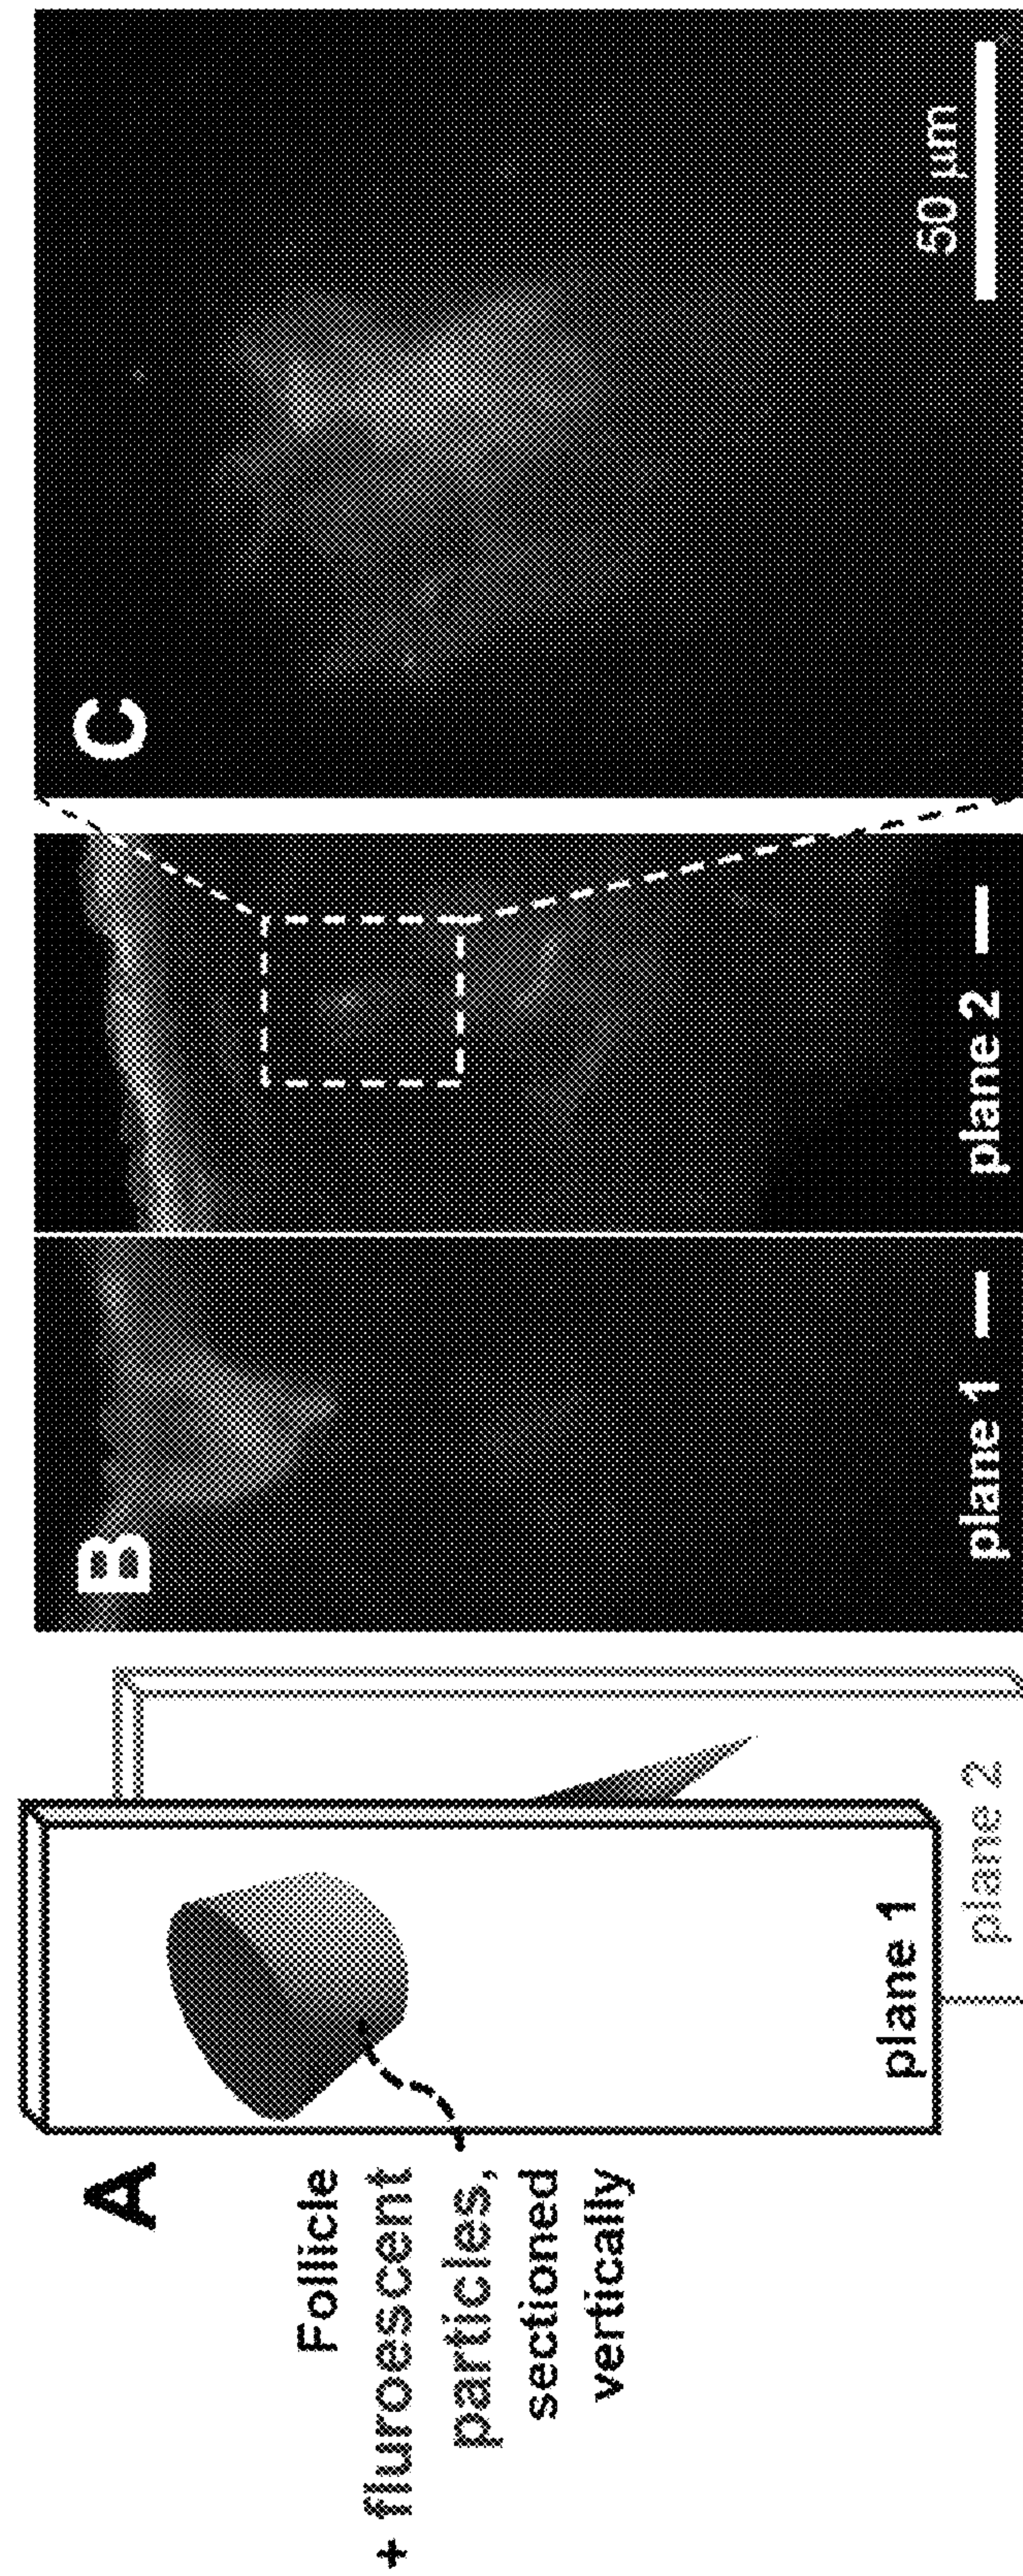 A
Follicle
+ fluroescent
particles,
sectioned
vertically
plane 1
plane 2
B
plane 1
plane 2
C
50 µm